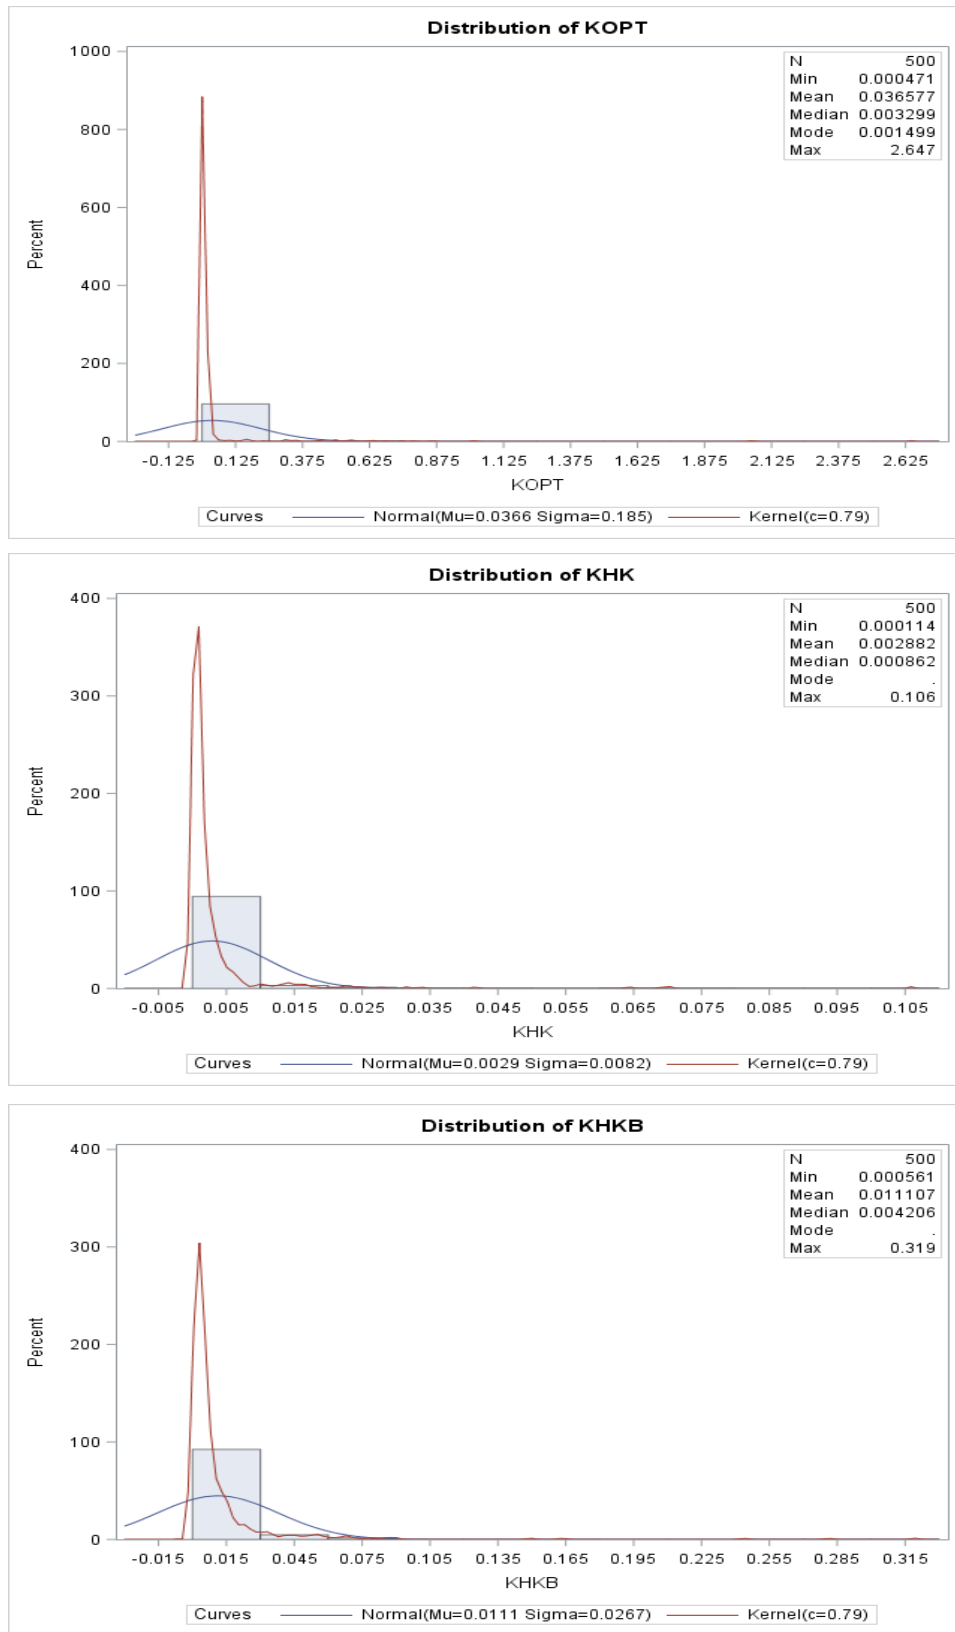 Distribution of KOPT
1000
800
600
400
200
0
Percent
N 500
Min 0.000471
Mean 0.036577
Median 0.003299
Mode 0.001499
Max 2.647
-0.125 0.125 0.375 0.625 0.875 1.125 1.375 1.625 1.875 2.125 2.375 2.625
KOPT
Curves Normal(Mu=0.0366 Sigma=0.185) Kernel(c=0.79)
Distribution of KHK
400
300
200
100
0
Percent
N 500
Min 0.000114
Mean 0.002882
Median 0.000862
Mode .
Max 0.106
-0.005 0.005 0.015 0.025 0.035 0.045 0.055 0.065 0.075 0.085 0.095 0.105
KHK
Curves Normal(Mu=0.0029 Sigma=0.0082) Kernel(c=0.79)
Distribution of KHKB
400
300
200
100
0
Percent
N 500
Min 0.000561
Mean 0.011107
Median 0.004206
Mode .
Max 0.319
-0.015 0.015 0.045 0.075 0.105 0.135 0.165 0.195 0.225 0.255 0.285 0.315
KHKB
Curves Normal(Mu=0.0111 Sigma=0.0267) Kernel(c=0.79)